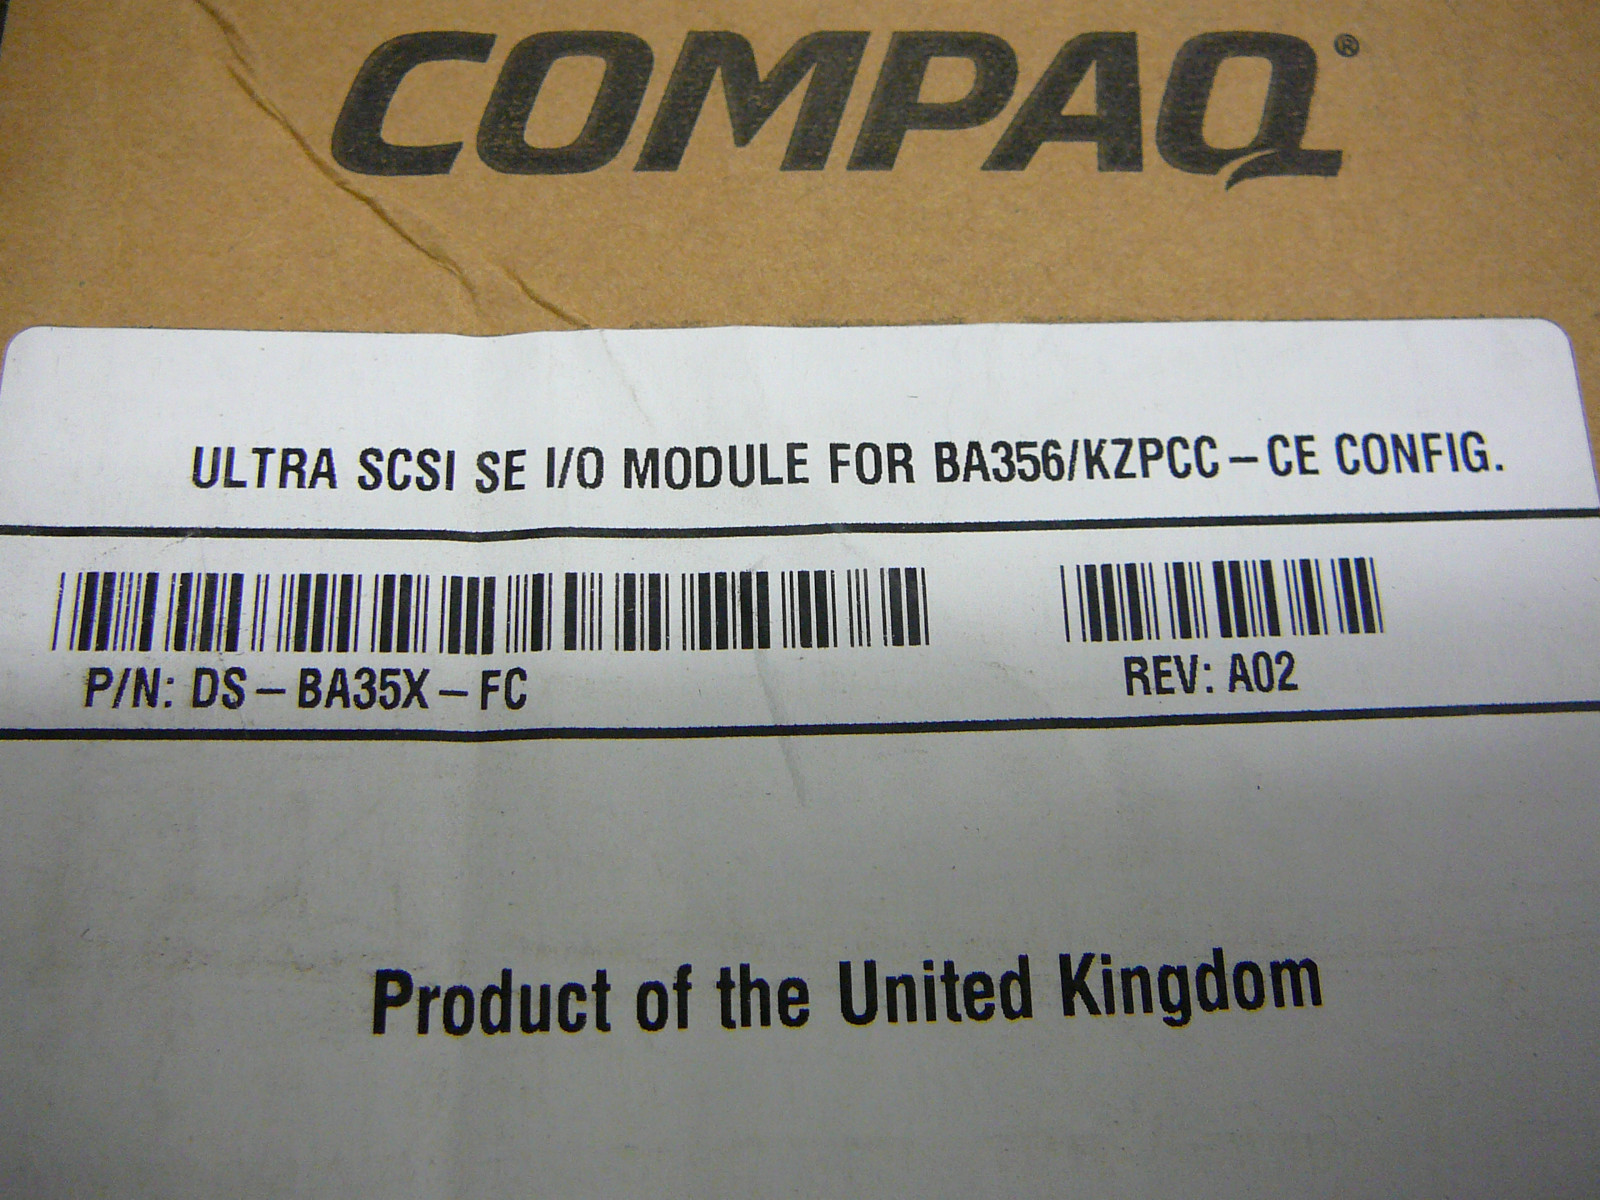 COMPAQ®
ULTRA SCSI SE I/O MODULE FOR BA356/KZPCC–CE CONFIG.
P/N: DS–BA35X–FC
REV: A02
Product of the United Kingdom